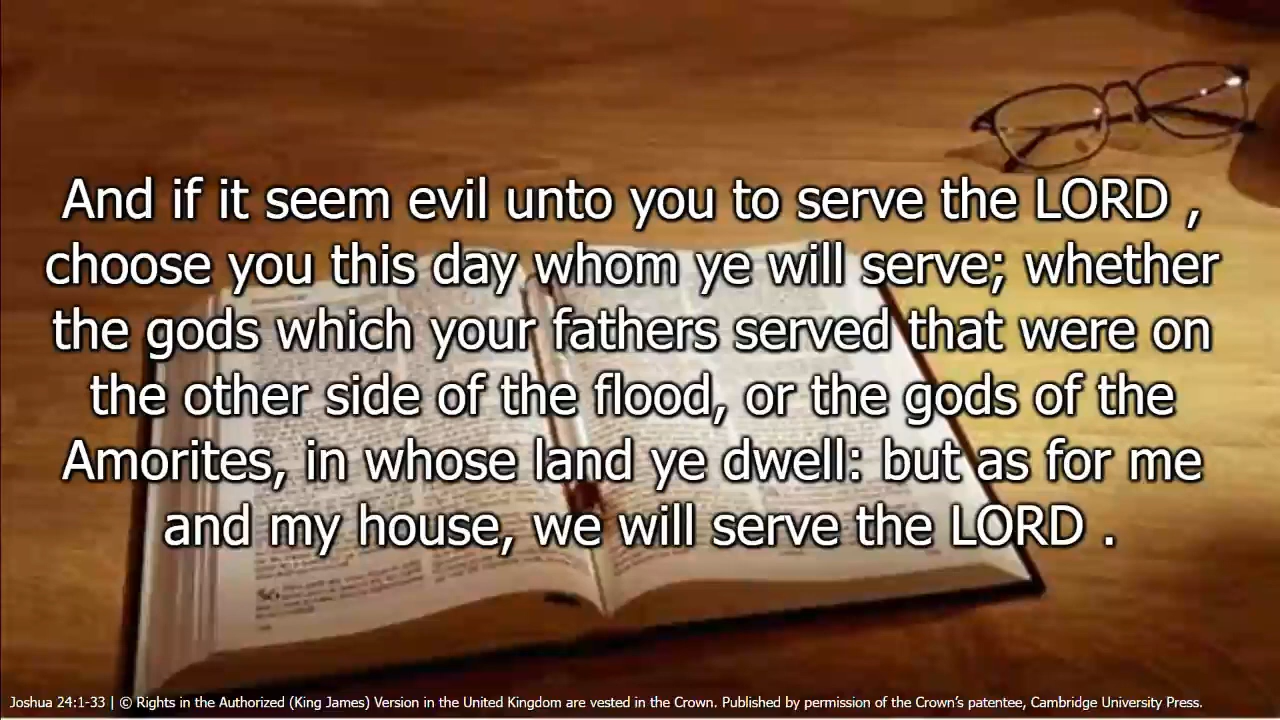 And if it seem evil unto you to serve the LORD ,
choose you this day whom ye will serve; whether
the gods which your fathers served that were on
the other side of the flood, or the gods of the
Amorites, in whose land ye dwell: but as for me
and my house, we will serve the LORD .
Joshua 24:1-33 | © Rights in the Authorized (King James) Version in the United Kingdom are vested in the Crown. Published by permission of the Crown’s patentee, Cambridge University Press.